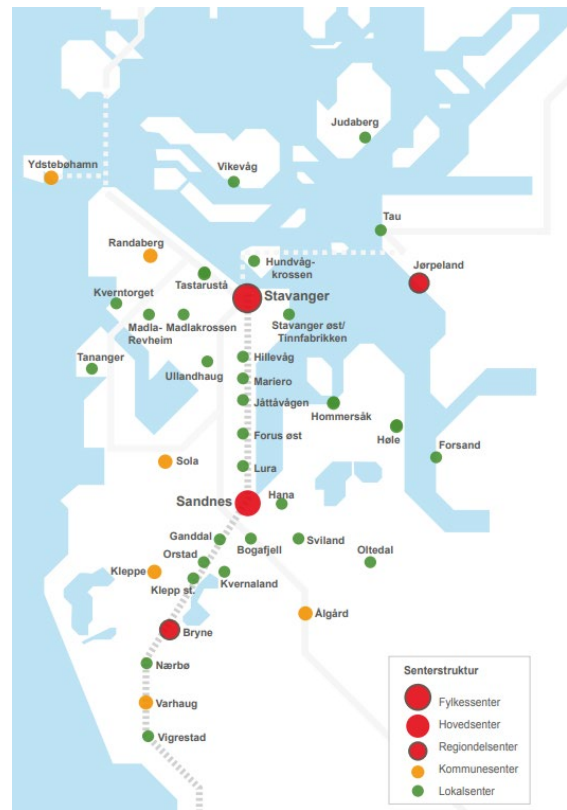 Judaberg
Ydstebøhamn
Vikevåg
Tau
Randaberg
Hundvåg-
krossen
Jørpeland
Tastarustå
Stavanger
Kverntorget
Madla-
Revheim
Madlakrossen
Stavanger øst/
Tinnfabrikken
Tananger
Ullandhaug
Hillevåg
Mariero
Jåttåvågen
Hommersåk
Høle
Forus øst
Forsand
Sola
Lura
Sandnes
Hana
Ganddal
Bogafjell
Sviland
Oltedal
Orstad
Kleppe
Klepp st.
Kvernaland
Ålgård
Bryne
Nærbø
Varhaug
Vigrestad
Senterstruktur
Fylkessenter
Hovedsenter
Regiondelsenter
Kommunesenter
Lokalsenter